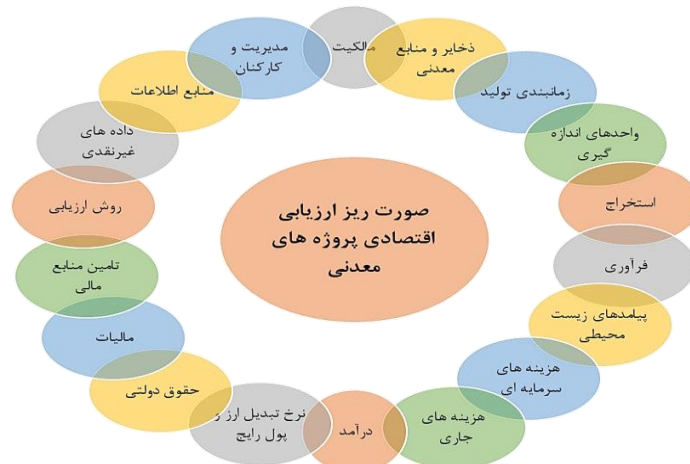 صورت ریز ارزیابی
اقتصادی پروژه های
معدنی
مالکیت
ذخایر و منابع
معدنی
زمانبندی تولید
واحدهای اندازه
گیری
استخراج
فرآوری
پیامدهای زیست
محیطی
هزینه های
سرمایه ای
هزینه های
جاری
درآمد
نرخ تبدیل ارز و
پول رایج
حقوق دولتی
مالیات
تامین منابع
مالی
روش ارزیابی
داده های
غیرنقدی
منابع اطلاعات
مدیریت و
کارکنان